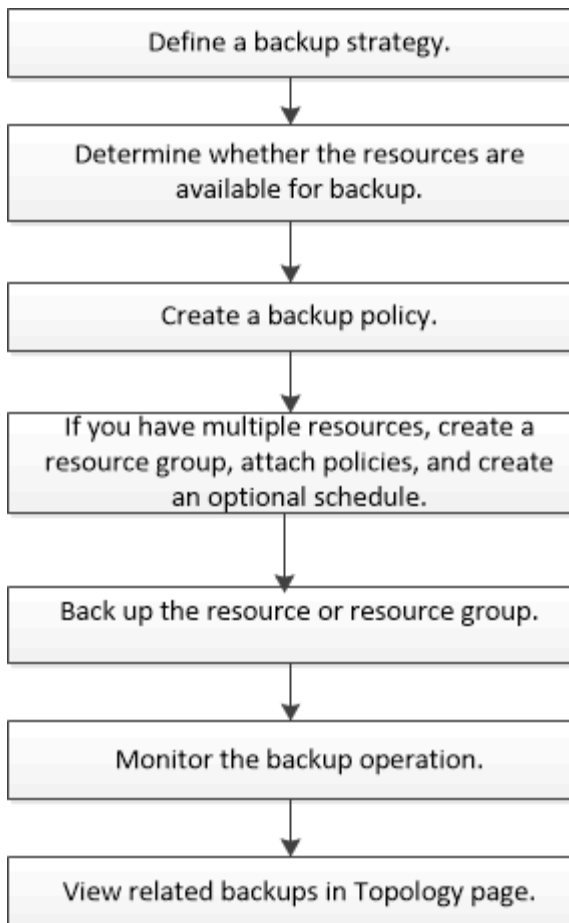 Define a backup strategy.
Determine whether the resources are
available for backup.
Create a backup policy.
If you have multiple resources, create a
resource group, attach policies, and create
an optional schedule.
Back up the resource or resource group.
Monitor the backup operation.
View related backups in Topology page.